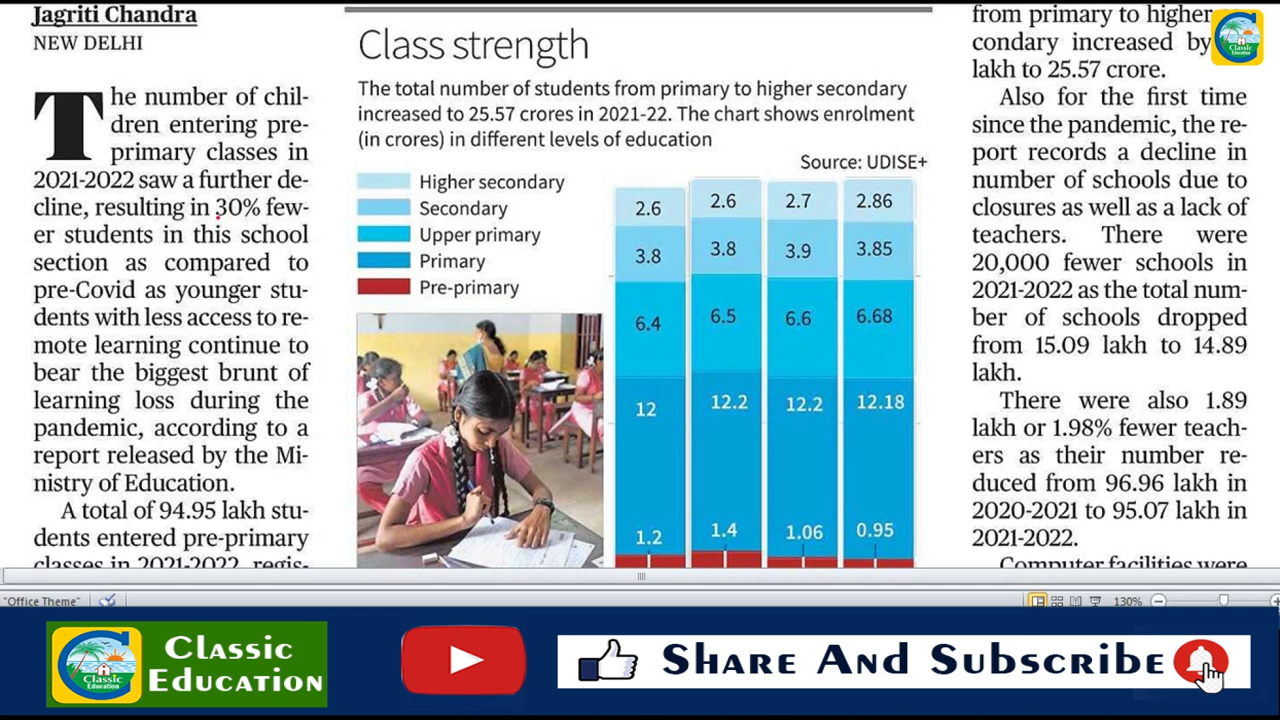 Jagriti Chandra
NEW DELHI
The number of chil-
dren entering pre-
primary classes in
2021-2022 saw a further de-
cline, resulting in 30% few-
er students in this school
section as compared to
pre-Covid as younger stu-
dents with less access to re-
mote learning continue to
bear the biggest brunt of
learning loss during the
pandemic, according to a
report released by the Mi-
nistry of Education.
A total of 94.95 lakh stu-
dents entered pre-primary
classes in 2021-2022, regis-
Class strength
The total number of students from primary to higher secondary
increased to 25.57 crores in 2021-22. The chart shows enrolment
(in crores) in different levels of education
Source: UDISE+
Higher secondary
Secondary
Upper primary
Primary
Pre-primary
2.6 2.6 2.7 2.86
3.8 3.8 3.9 3.85
6.4 6.5 6.6 6.68
12 12.2 12.2 12.18
1.2 1.4 1.06 0.95
from primary to higher
condary increased by
lakh to 25.57 crore.
Also for the first time
since the pandemic, the re-
port records a decline in
number of schools due to
closures as well as a lack of
teachers. There were
20,000 fewer schools in
2021-2022 as the total num-
ber of schools dropped
from 15.09 lakh to 14.89
lakh.
There were also 1.89
lakh or 1.98% fewer teach-
ers as their number re-
duced from 96.96 lakh in
2020-2021 to 95.07 lakh in
2021-2022.
Computer facilities were
Classic
Education
"Office Theme"
130%
Classic
Education
Classic
Education
Share And Subscribe